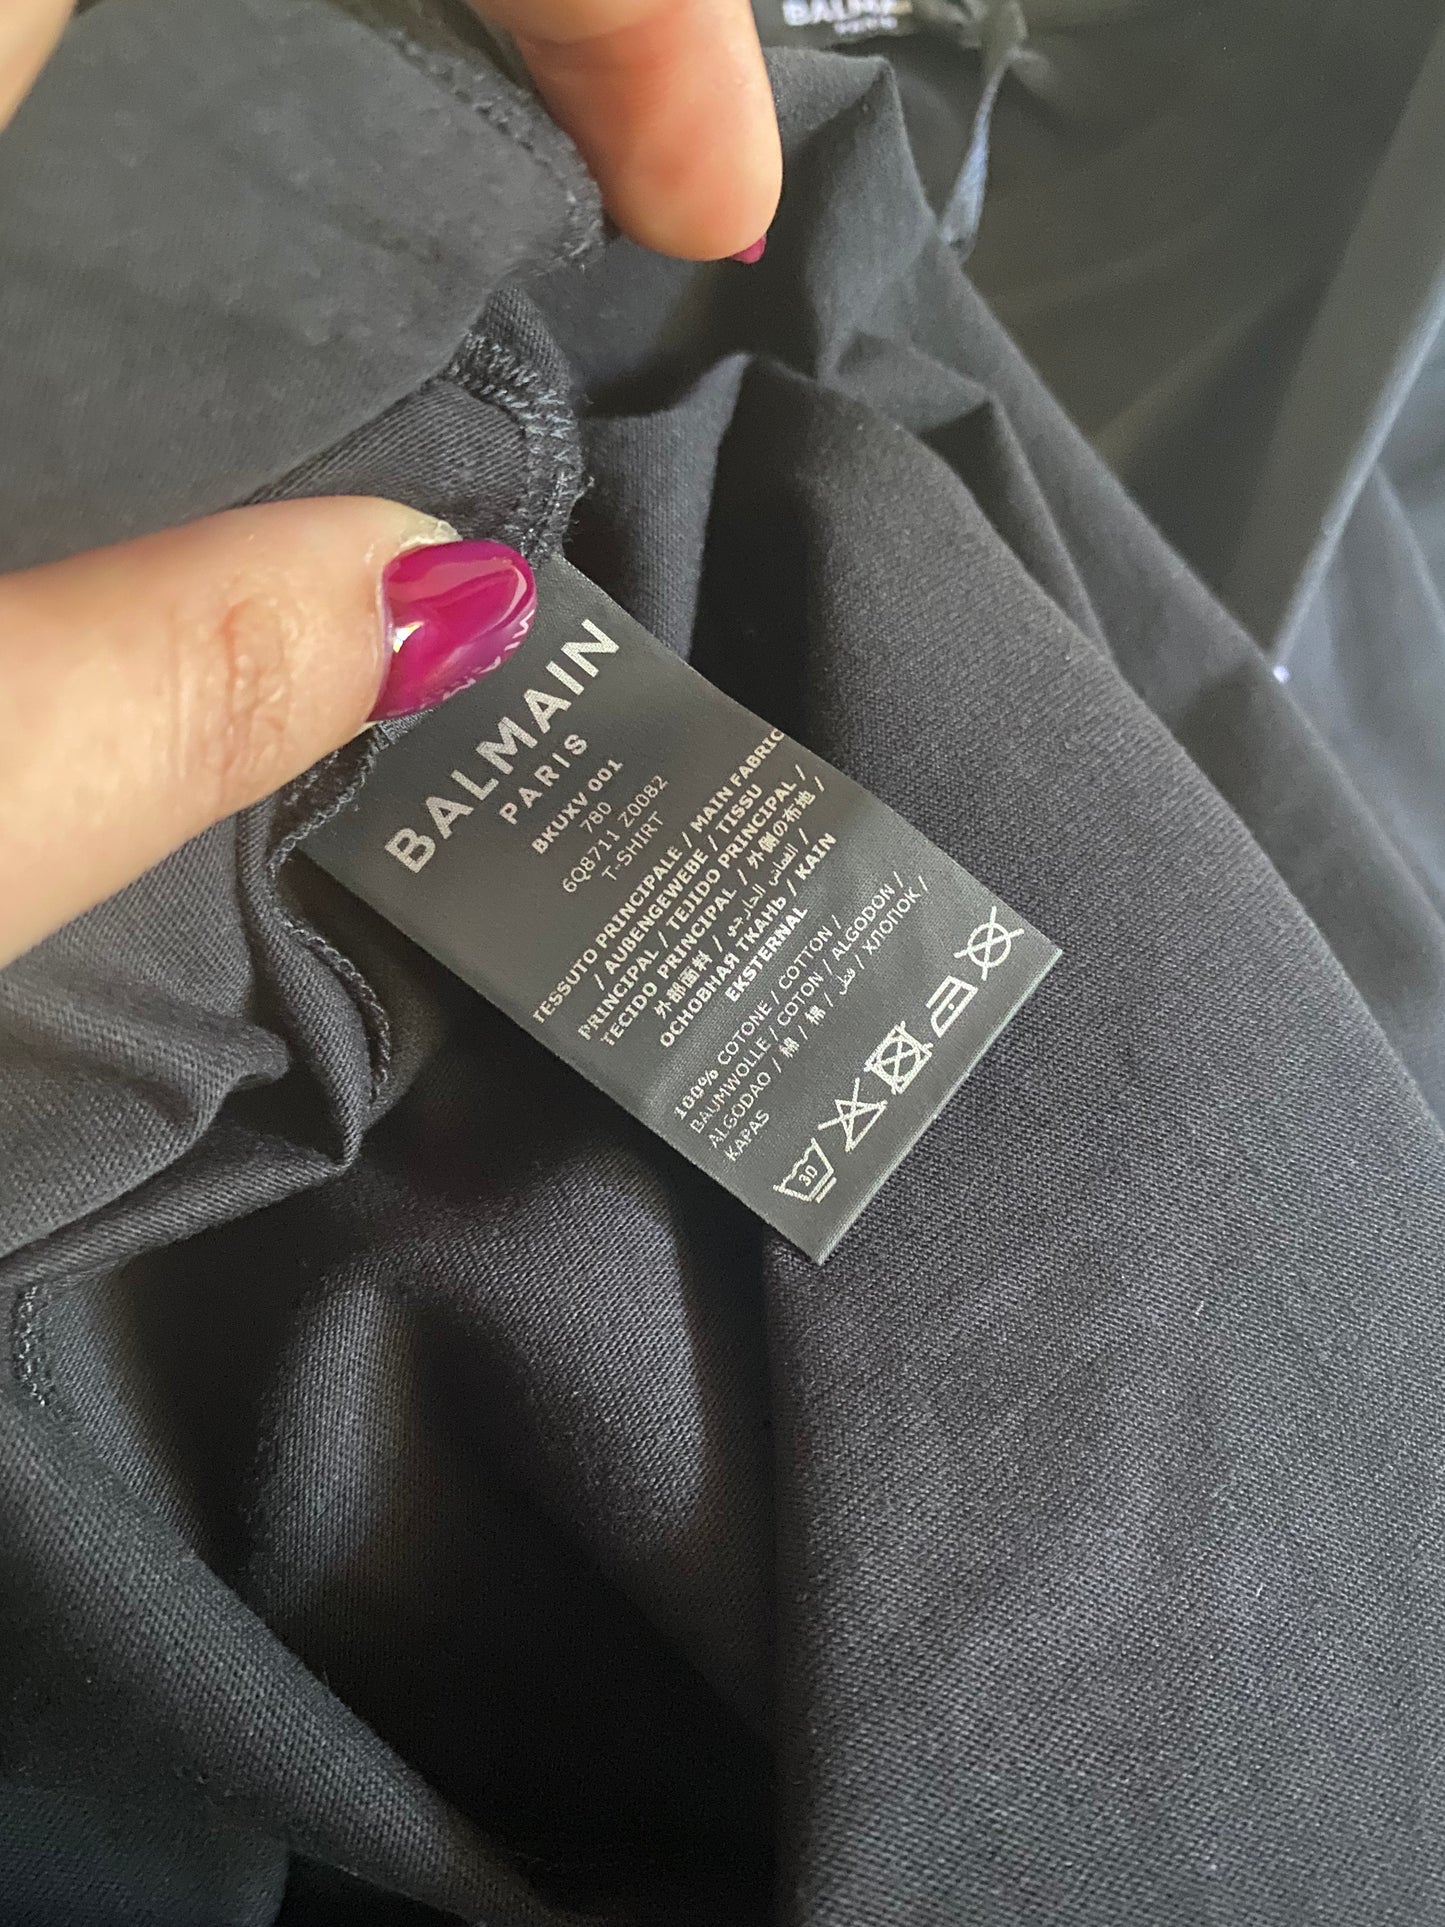 BALMAIN
PARIS
BKUXV 001
780
6Q8711 Z0082
T-SHIRT
TESSUTO PRINCIPALE / MAIN FABRIC
/ AUBENGEWEBE / TISSU
PRINCIPAL / TEJIDO PRINCIPAL /
TECIDO PRINCIPAL / 外側の布地 /
外部面料 / القماش الخارجي /
ОСНОВНАЯ ТКАНЬ / KAIN
EKSTERNAL
100% COTONE / COTTON /
BAUMWOLLE / COTON / ALGODON /
ALGODAO / 綿 / 棉 / قطن / ХЛОПОК /
KAPAS
30